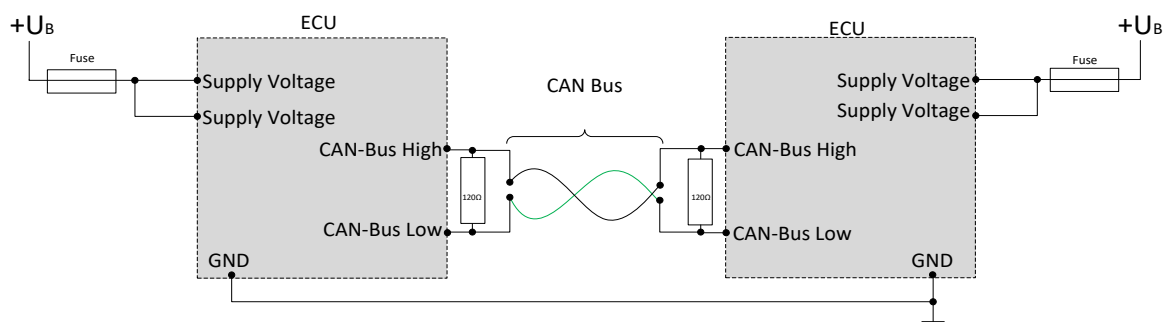 ECU
ECU
+UB
+UB
Fuse
Fuse
Supply Voltage
Supply Voltage
Supply Voltage
Supply Voltage
CAN Bus
CAN-Bus High
CAN-Bus High
120Ω
120Ω
CAN-Bus Low
CAN-Bus Low
GND
GND